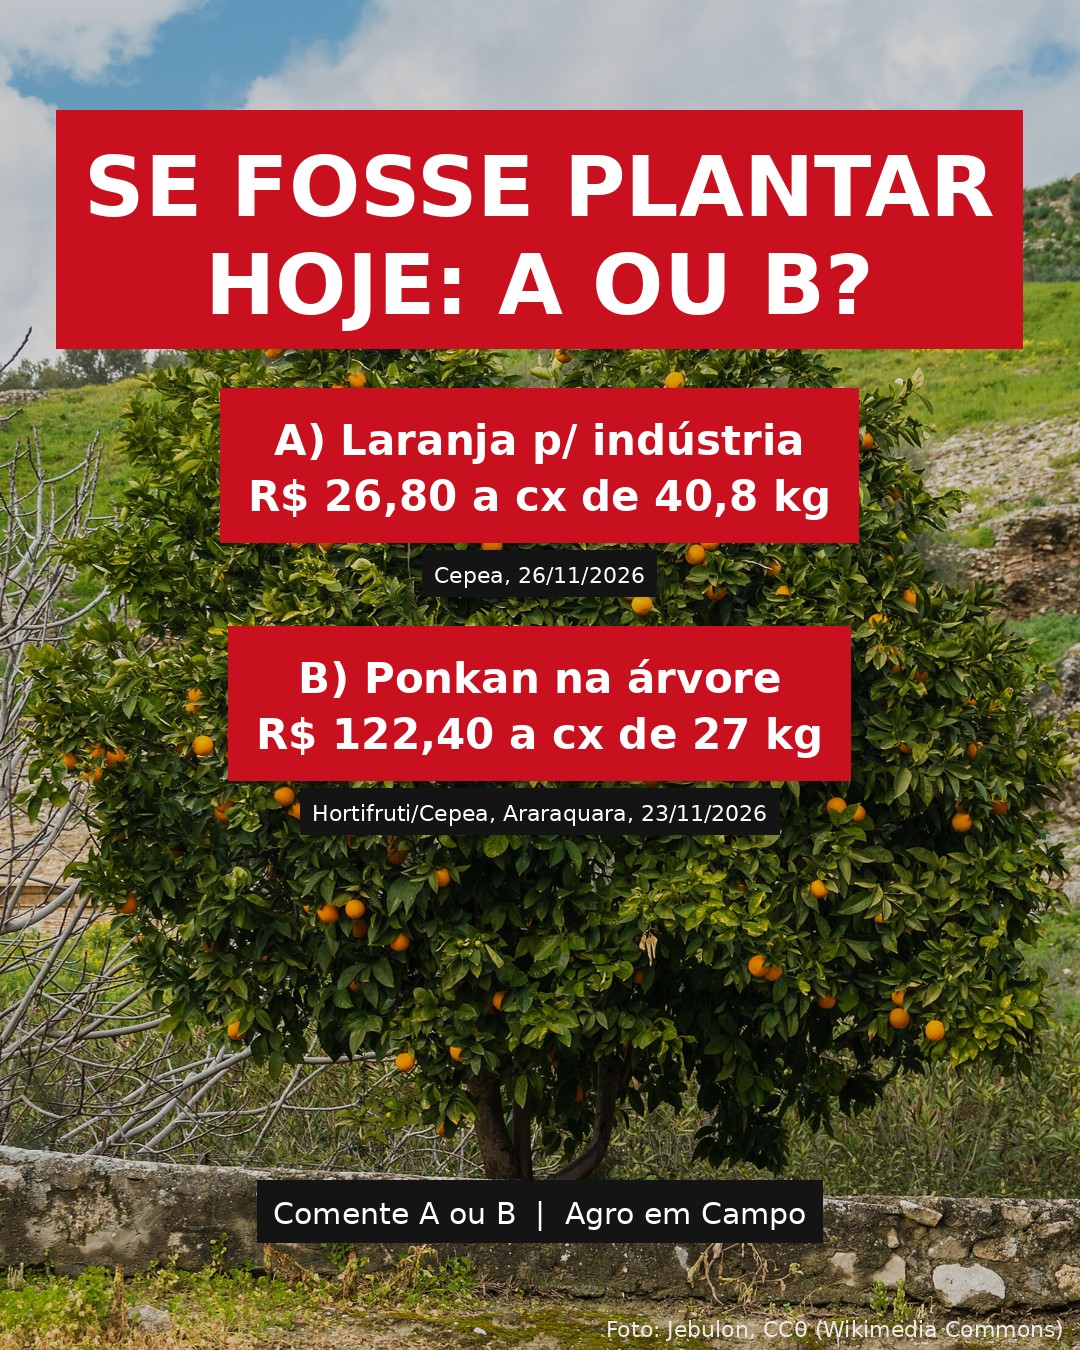 SE FOSSE PLANTAR
HOJE: A OU B?
A) Laranja p/ indústria
R$ 26,80 a cx de 40,8 kg
Cepea, 26/11/2026
B) Ponkan na árvore
R$ 122,40 a cx de 27 kg
Hortifruti/Cepea, Araraquara, 23/11/2026
Comente A ou B | Agro em Campo
Foto: Jebulon, CC0 (Wikimedia Commons)